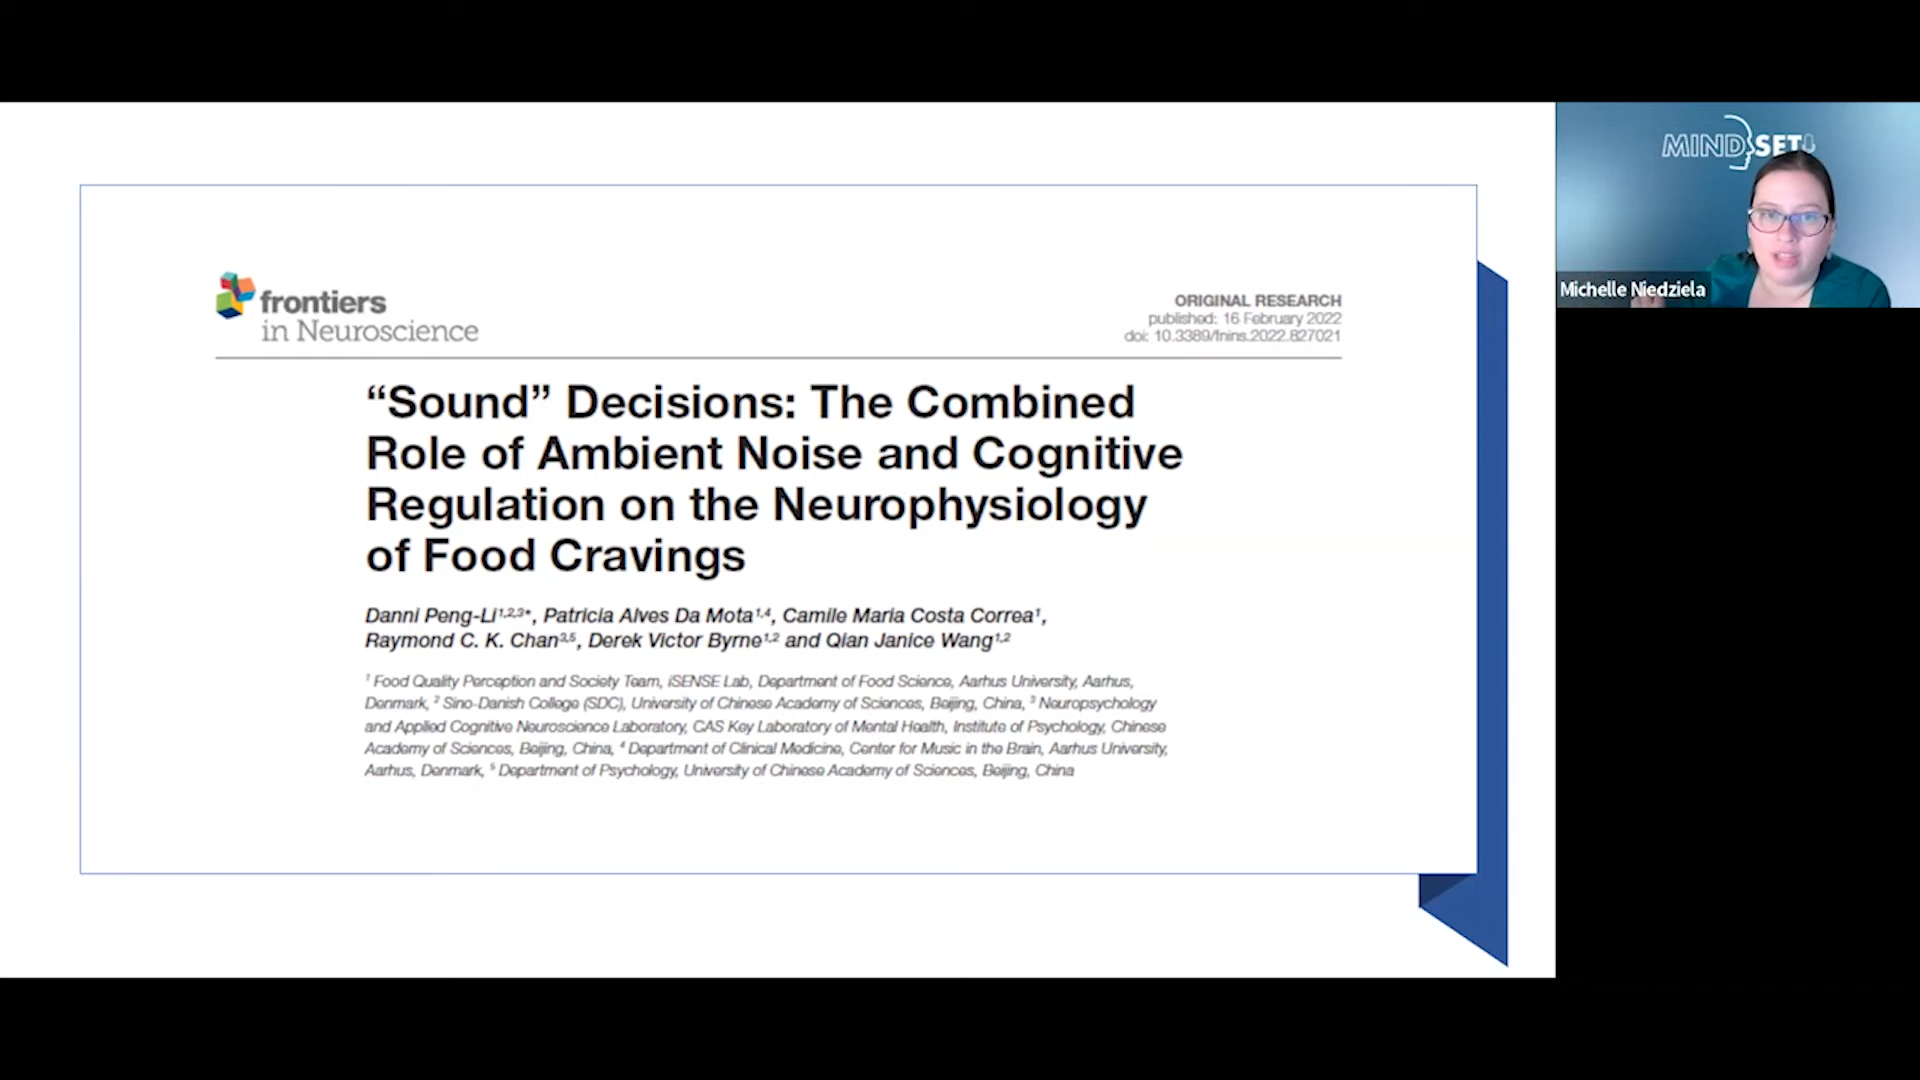 MINDSET
Michelle Niedziela
frontiers
in Neuroscience
ORIGINAL RESEARCH
published: 16 February 2022
doi: 10.3389/fnins.2022.827021
“Sound” Decisions: The Combined
Role of Ambient Noise and Cognitive
Regulation on the Neurophysiology
of Food Cravings
Danni Peng-Li¹,²,³*, Patricia Alves Da Mota¹,⁴, Camile Maria Costa Correa¹,
Raymond C. K. Chan³,⁵, Derek Victor Byrne¹,² and Qian Janice Wang¹,²
¹ Food Quality Perception and Society Team, iSENSE Lab, Department of Food Science, Aarhus University, Aarhus,
Denmark, ² Sino-Danish College (SDC), University of Chinese Academy of Sciences, Beijing, China, ³ Neuropsychology
and Applied Cognitive Neuroscience Laboratory, CAS Key Laboratory of Mental Health, Institute of Psychology, Chinese
Academy of Sciences, Beijing, China, ⁴ Department of Clinical Medicine, Center for Music in the Brain, Aarhus University,
Aarhus, Denmark, ⁵ Department of Psychology, University of Chinese Academy of Sciences, Beijing, China